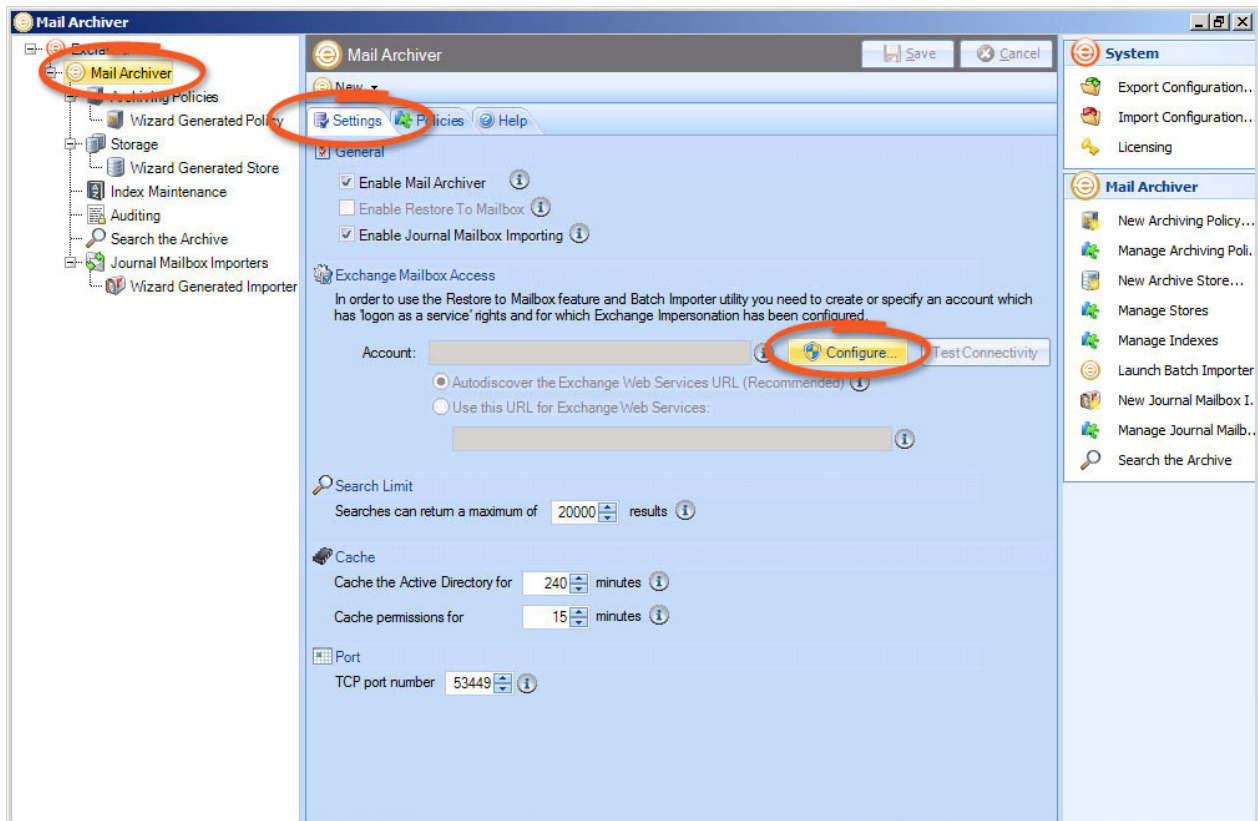 Mail Archiver
Mail Archiver
Archiving Policies
Wizard Generated Policy
Storage
Wizard Generated Store
Index Maintenance
Auditing
Search the Archive
Journal Mailbox Importers
Wizard Generated Importer
Mail Archiver
Save
Cancel
New
Settings
Policies
Help
General
Enable Mail Archiver
Enable Restore To Mailbox
Enable Journal Mailbox Importing
Exchange Mailbox Access
In order to use the Restore to Mailbox feature and Batch Importer utility you need to create or specify an account which
has 'logon as a service' rights and for which Exchange Impersonation has been configured.
Account:
Configure...
Test Connectivity
Autodiscover the Exchange Web Services URL (Recommended)
Use this URL for Exchange Web Services:
Search Limit
Searches can return a maximum of 20000 results
Cache
Cache the Active Directory for 240 minutes
Cache permissions for 15 minutes
Port
TCP port number 53449
System
Export Configuration...
Import Configuration...
Licensing
Mail Archiver
New Archiving Policy...
Manage Archiving Poli..
New Archive Store...
Manage Stores
Manage Indexes
Launch Batch Importer
New Journal Mailbox I.
Manage Journal Mailb..
Search the Archive